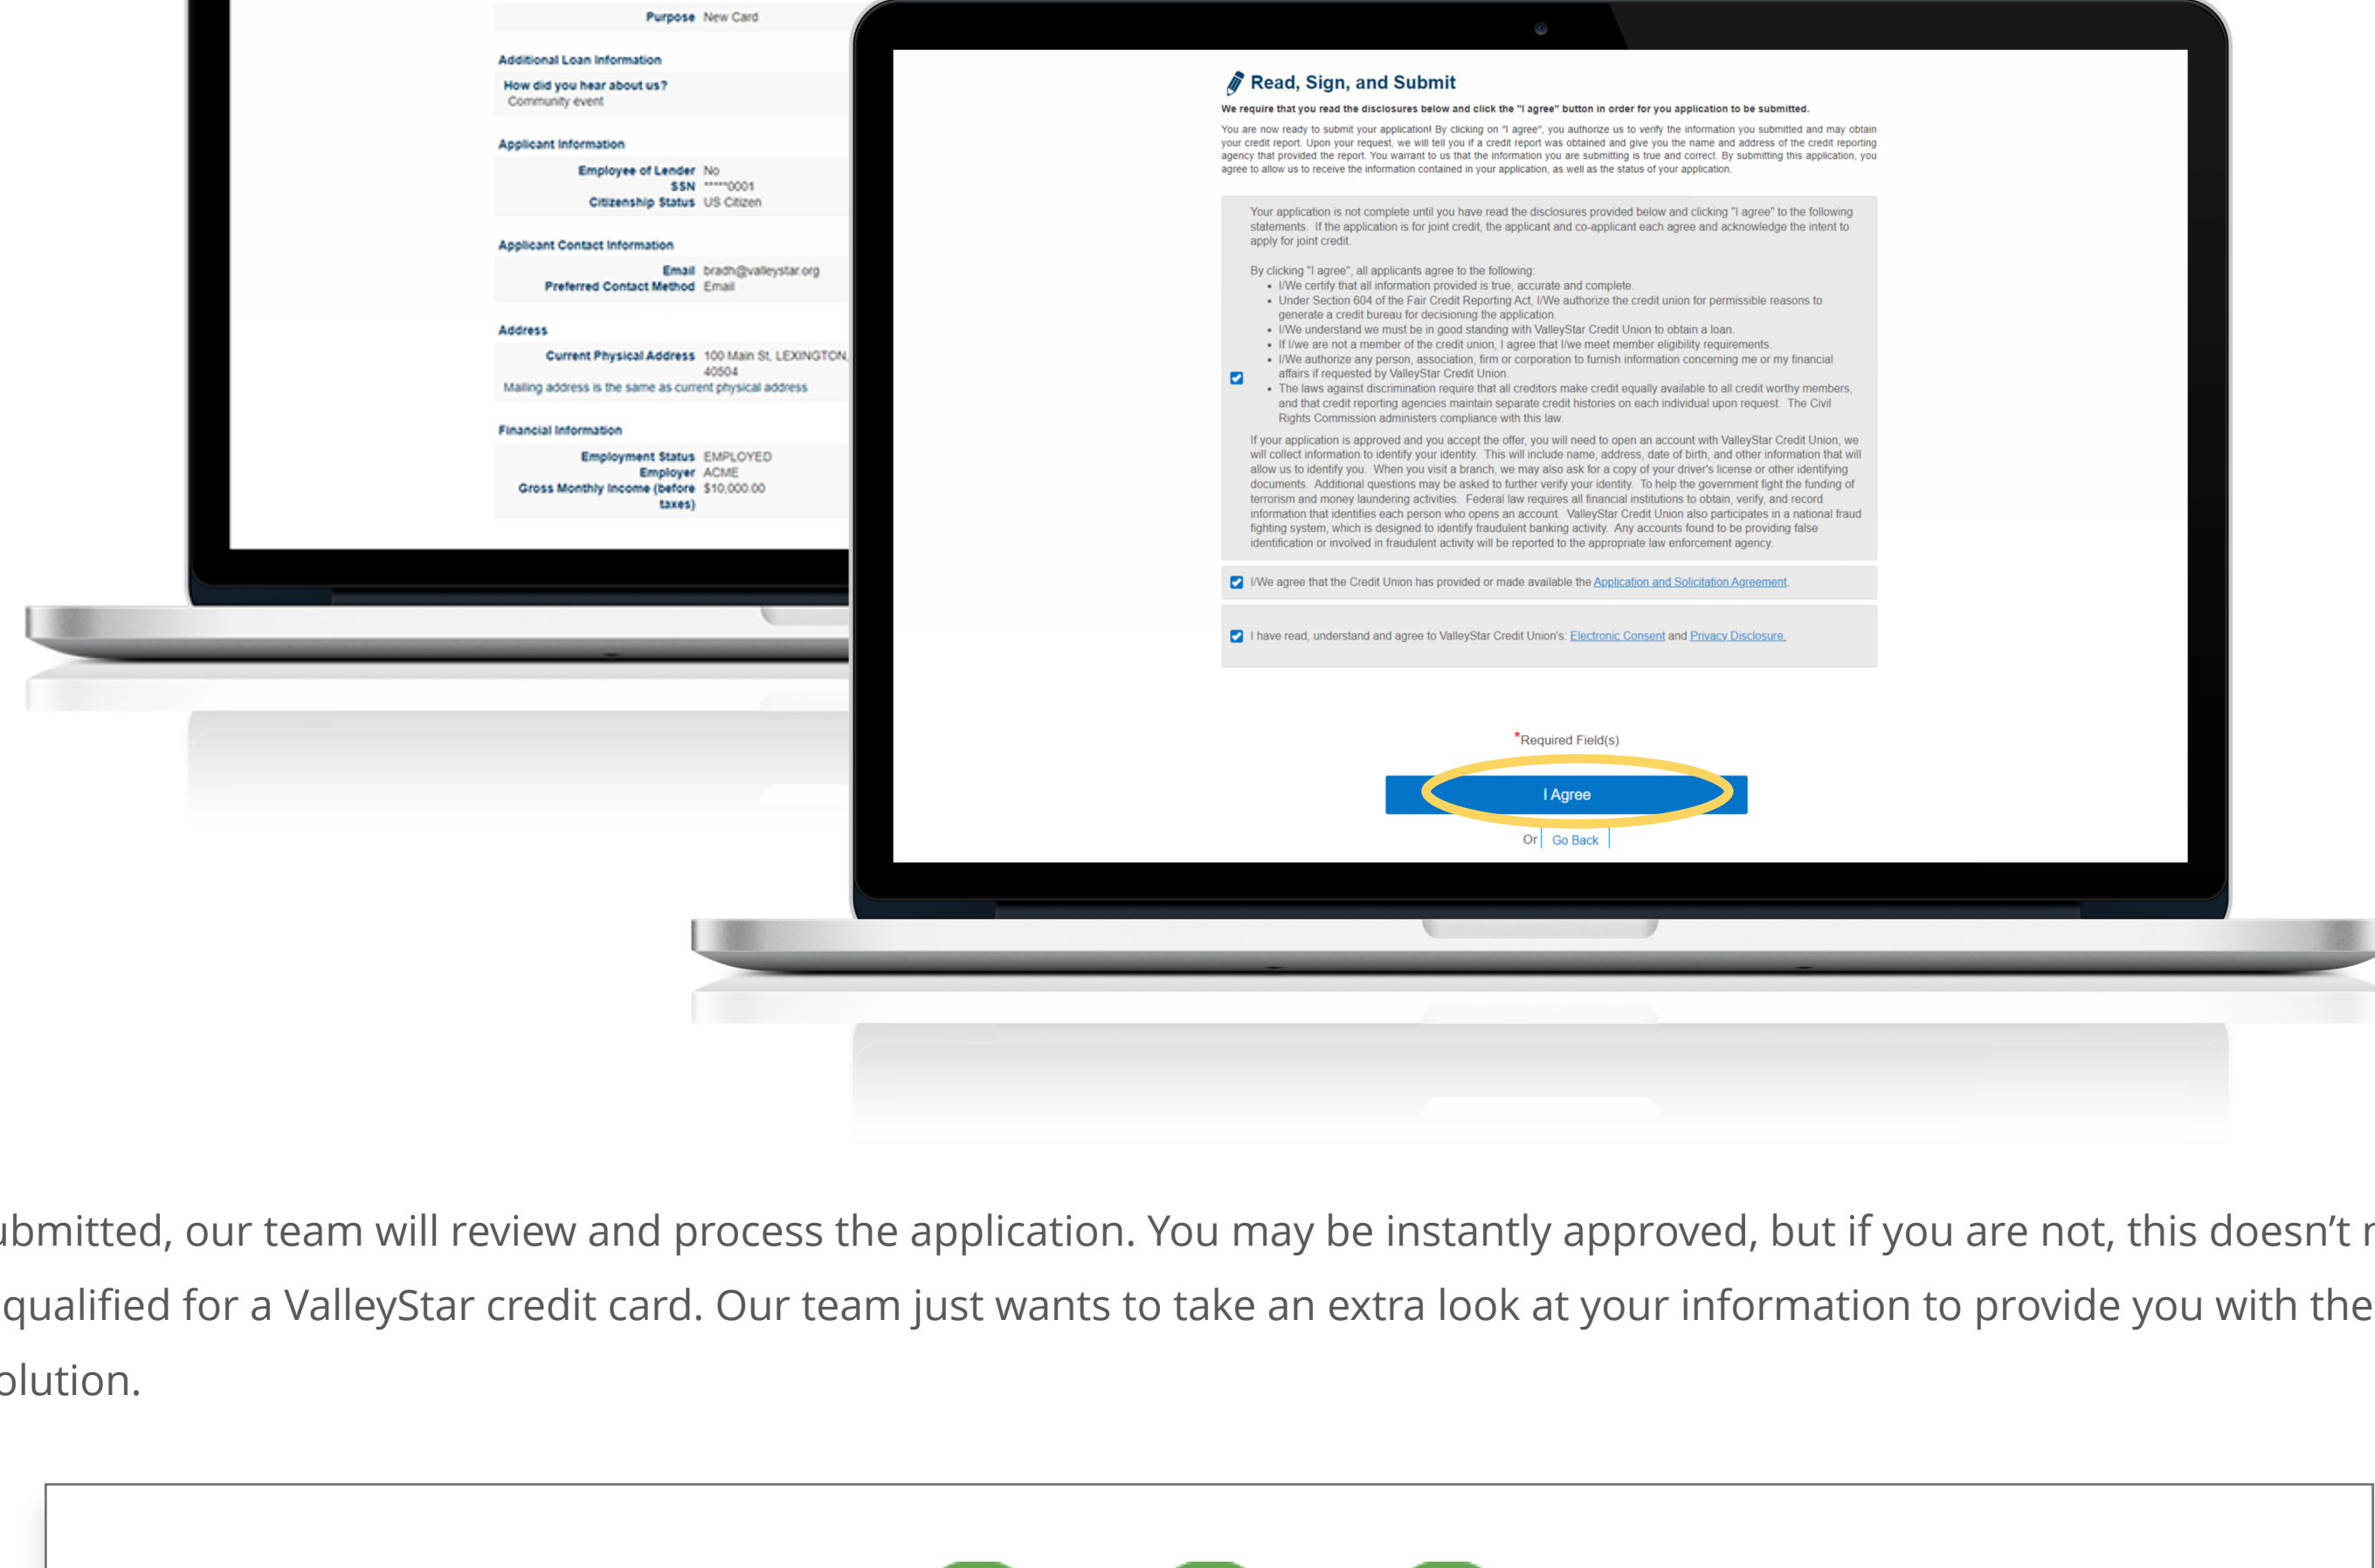 Purpose New Card
Additional Loan Information
How did you hear about us?
Community event
Applicant Information
Employee of Lender No
SSN *****0001
Citizenship Status US Citizen
Applicant Contact Information
Email bradh@valleystar.org
Preferred Contact Method Email
Address
Current Physical Address 100 Main St, LEXINGTON,
40504
Mailing address is the same as current physical address
Financial Information
Employment Status EMPLOYED
Employer ACME
Gross Monthly Income (before $10,000.00
taxes)
Read, Sign, and Submit
We require that you read the disclosures below and click the "I agree" button in order for you application to be submitted.
You are now ready to submit your application! By clicking on "I agree", you authorize us to verify the information you submitted and may obtain
your credit report. Upon your request, we will tell you if a credit report was obtained and give you the name and address of the credit reporting
agency that provided the report. You warrant to us that the information you are submitting is true and correct. By submitting this application, you
agree to allow us to receive the information contained in your application, as well as the status of your application.
Your application is not complete until you have read the disclosures provided below and clicking "I agree" to the following
statements. If the application is for joint credit, the applicant and co-applicant each agree and acknowledge the intent to
apply for joint credit.
By clicking "I agree", all applicants agree to the following:
• I/We certify that all information provided is true, accurate and complete.
• Under Section 604 of the Fair Credit Reporting Act, I/We authorize the credit union for permissible reasons to
generate a credit bureau for decisioning the application.
• I/We understand we must be in good standing with ValleyStar Credit Union to obtain a loan.
• If I/we are not a member of the credit union, I agree that I/we meet member eligibility requirements.
• I/We authorize any person, association, firm or corporation to furnish information concerning me or my financial
affairs if requested by ValleyStar Credit Union.
• The laws against discrimination require that all creditors make credit equally available to all credit worthy members,
and that credit reporting agencies maintain separate credit histories on each individual upon request. The Civil
Rights Commission administers compliance with this law.
If your application is approved and you accept the offer, you will need to open an account with ValleyStar Credit Union, we
will collect information to identify your identity. This will include name, address, date of birth, and other information that will
allow us to identify you. When you visit a branch, we may also ask for a copy of your driver's license or other identifying
documents. Additional questions may be asked to further verify your identity. To help the government fight the funding of
terrorism and money laundering activities. Federal law requires all financial institutions to obtain, verify, and record
information that identifies each person who opens an account. ValleyStar Credit Union also participates in a national fraud
fighting system, which is designed to identify fraudulent banking activity. Any accounts found to be providing false
identification or involved in fraudulent activity will be reported to the appropriate law enforcement agency.
I/We agree that the Credit Union has provided or made available the Application and Solicitation Agreement.
I have read, understand and agree to ValleyStar Credit Union's: Electronic Consent and Privacy Disclosure.
*Required Field(s)
I Agree
Or Go Back
ubmitted, our team will review and process the application. You may be instantly approved, but if you are not, this doesn’t
qualified for a ValleyStar credit card. Our team just wants to take an extra look at your information to provide you with the
olution.